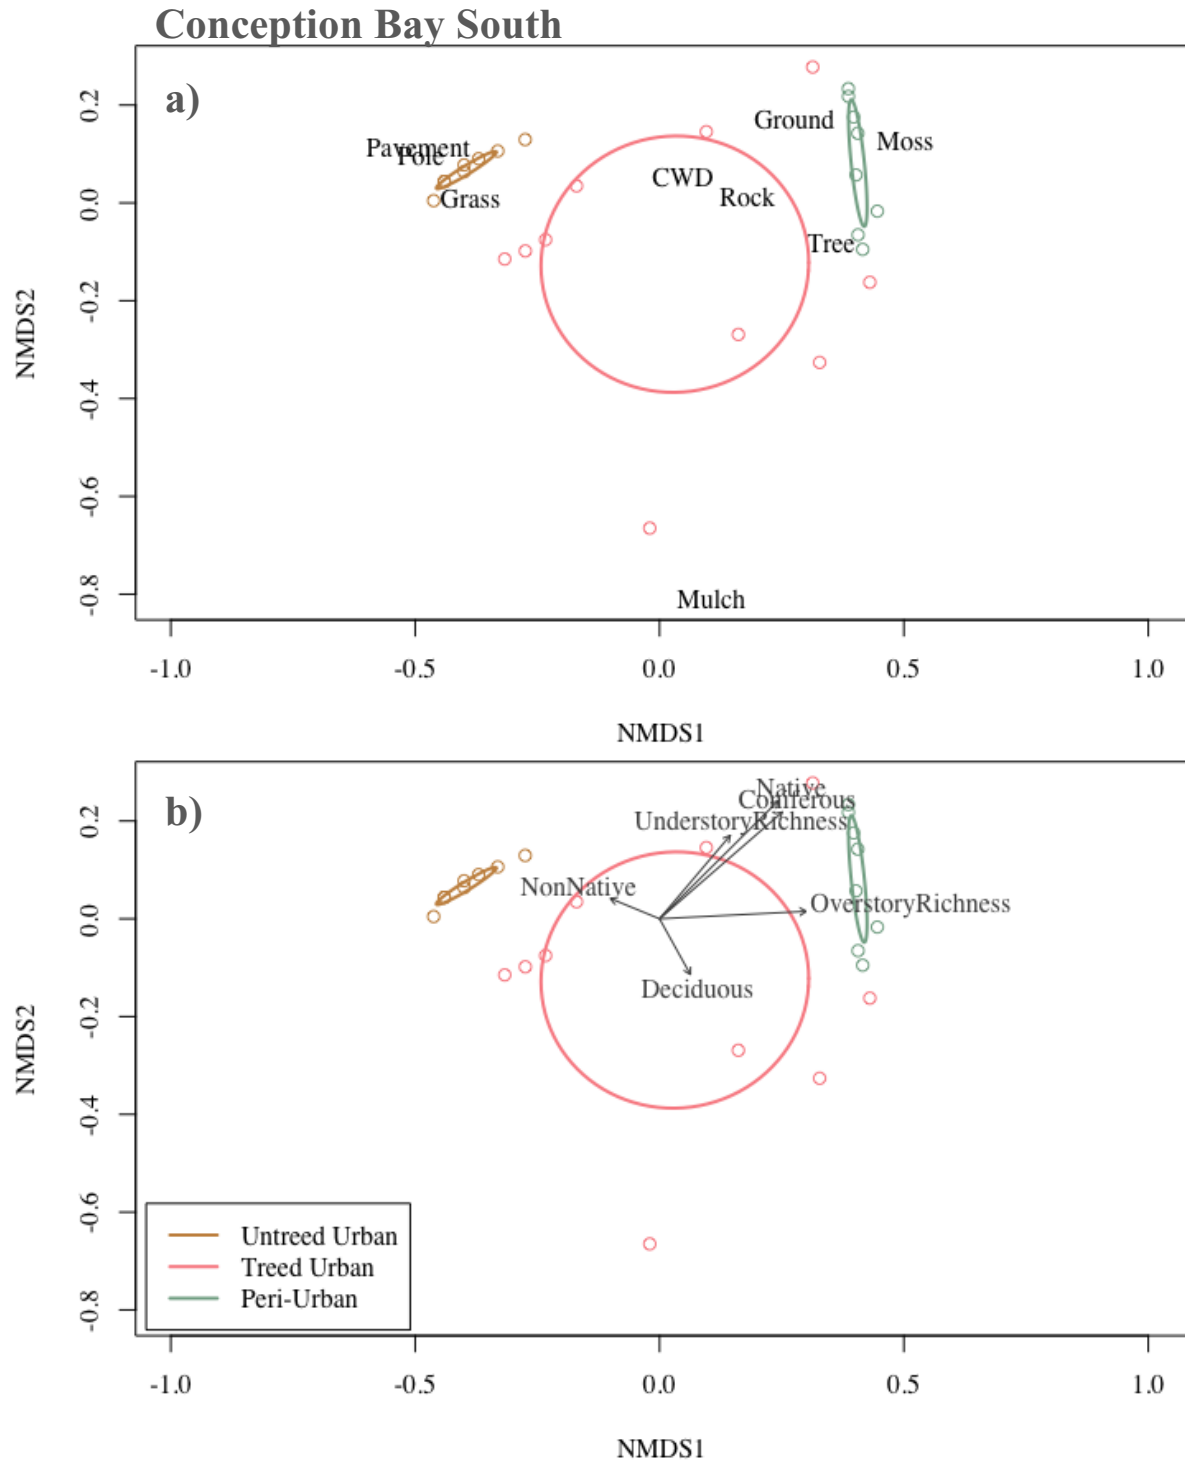 Conception Bay South
a)
Ground
Moss
Pavement
Pole
Grass
CWD
Rock
Tree
Mulch
NMDS2
0.2
0.0
-0.2
-0.4
-0.6
-0.8
-1.0 -0.5 0.0 0.5 1.0
NMDS1
b)
Native
Coniferous
UnderstoryRichness
NonNative
OverstoryRichness
Deciduous
NMDS2
0.2
0.0
-0.2
-0.4
-0.6
-0.8
Untreed Urban
Treed Urban
Peri-Urban
-1.0 -0.5 0.0 0.5 1.0
NMDS1